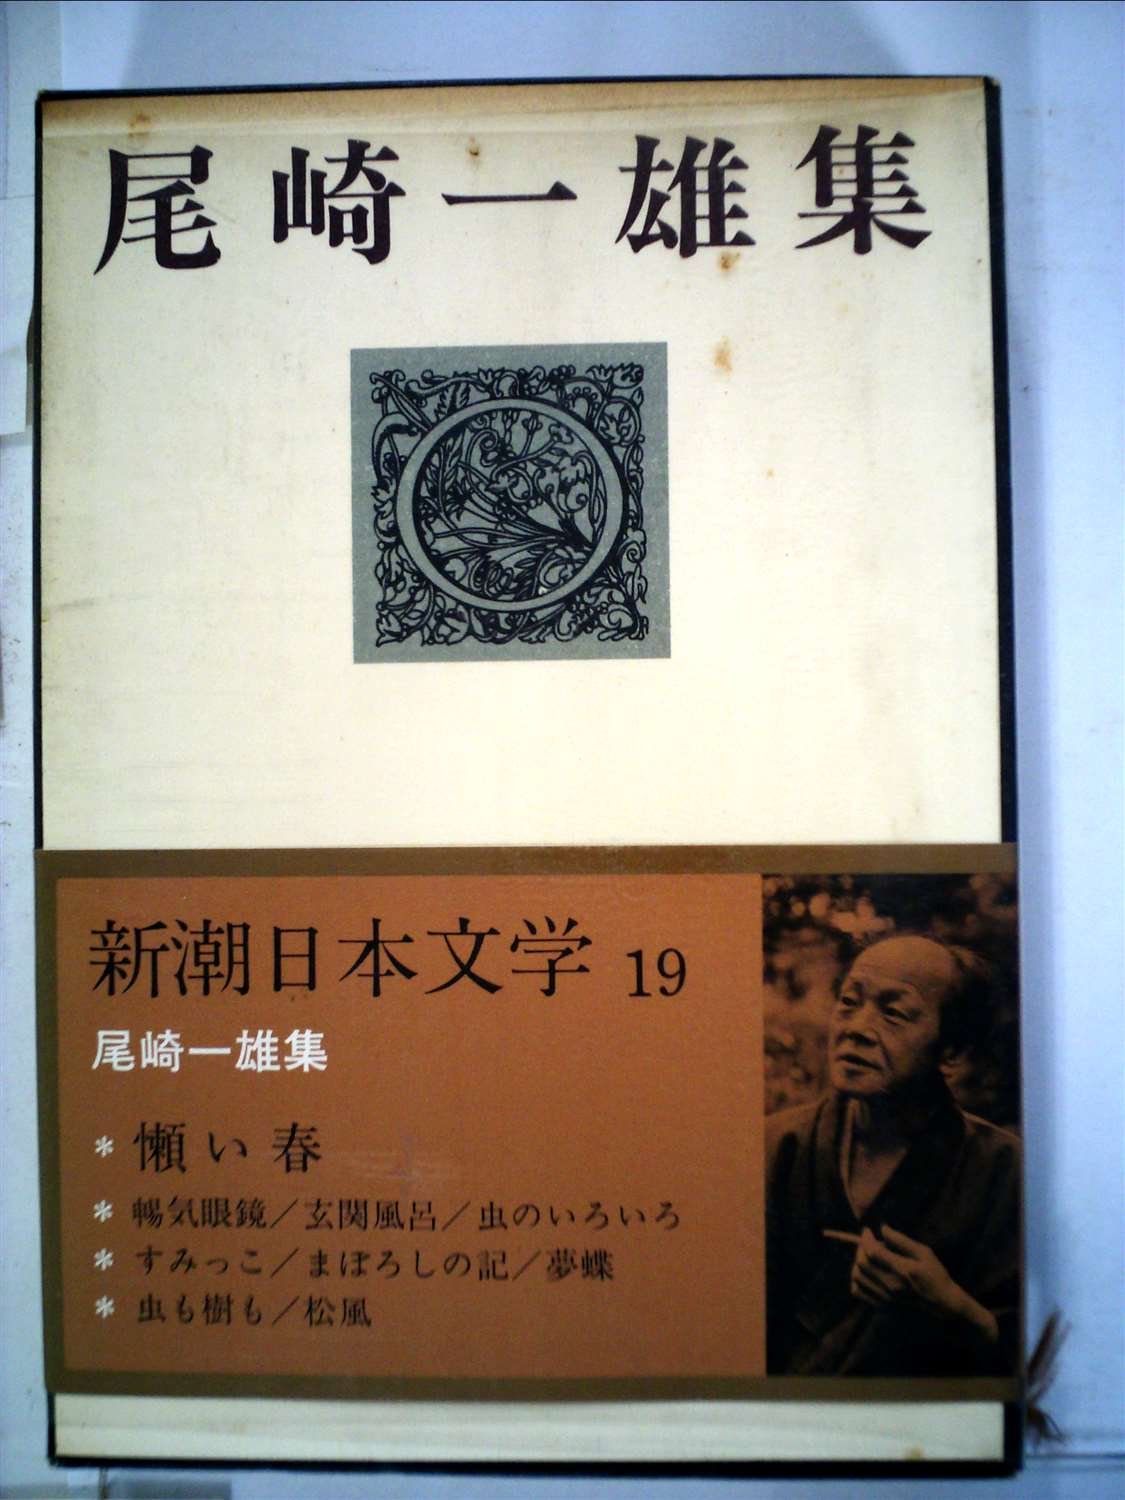 尾崎一雄集
新潮日本文学 19
尾崎一雄集
* 懶い春
* 暢気眼鏡／玄関風呂／虫のいろいろ
* すみっこ／まぼろしの記／夢蝶
* 虫も樹も／松風